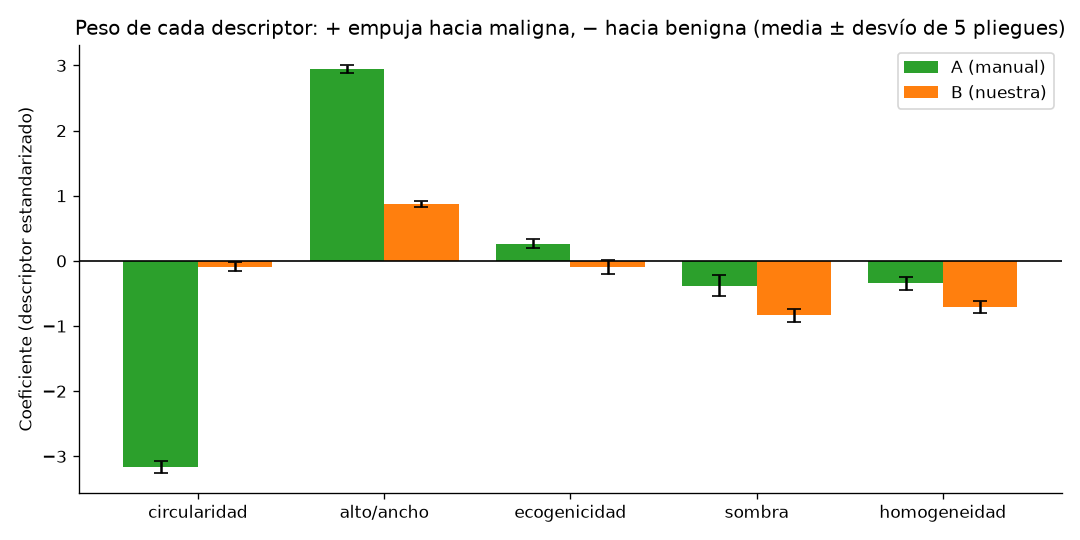 Peso de cada descriptor: + empuja hacia maligna, − hacia benigna (media ± desvío de 5 pliegues)
A (manual)
B (nuestra)
Coeficiente (descriptor estandarizado)
3
2
1
0
−1
−2
−3
circularidad
alto/ancho
ecogenicidad
sombra
homogeneidad